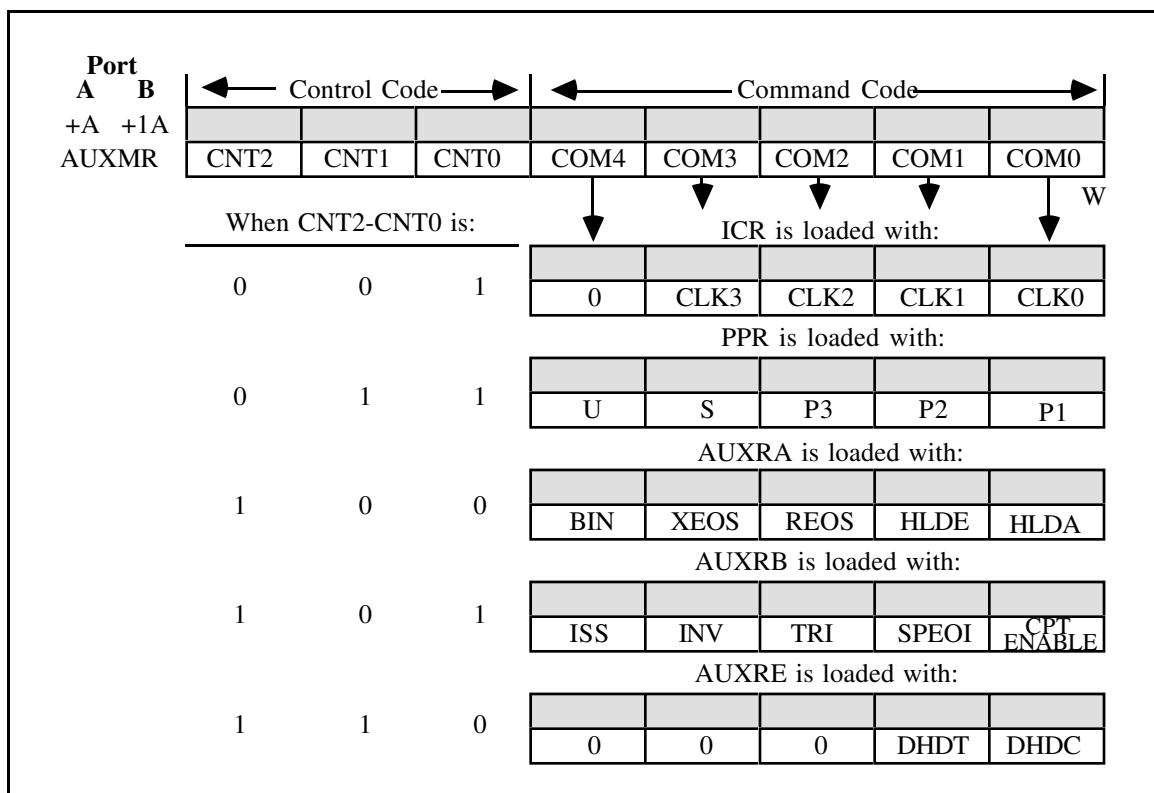 Port
A B Control Code Command Code
+A +1A
AUXMR CNT2 CNT1 CNT0 COM4 COM3 COM2 COM1 COM0
W
When CNT2-CNT0 is: ICR is loaded with:
0 0 1
0 CLK3 CLK2 CLK1 CLK0
PPR is loaded with:
0 1 1
U S P3 P2 P1
AUXRA is loaded with:
1 0 0
BIN XEOS REOS HLDE HLDA
AUXRB is loaded with:
1 0 1
ISS INV TRI SPEOI CPT ENABLE
AUXRE is loaded with:
1 1 0
0 0 0 DHDT DHDC